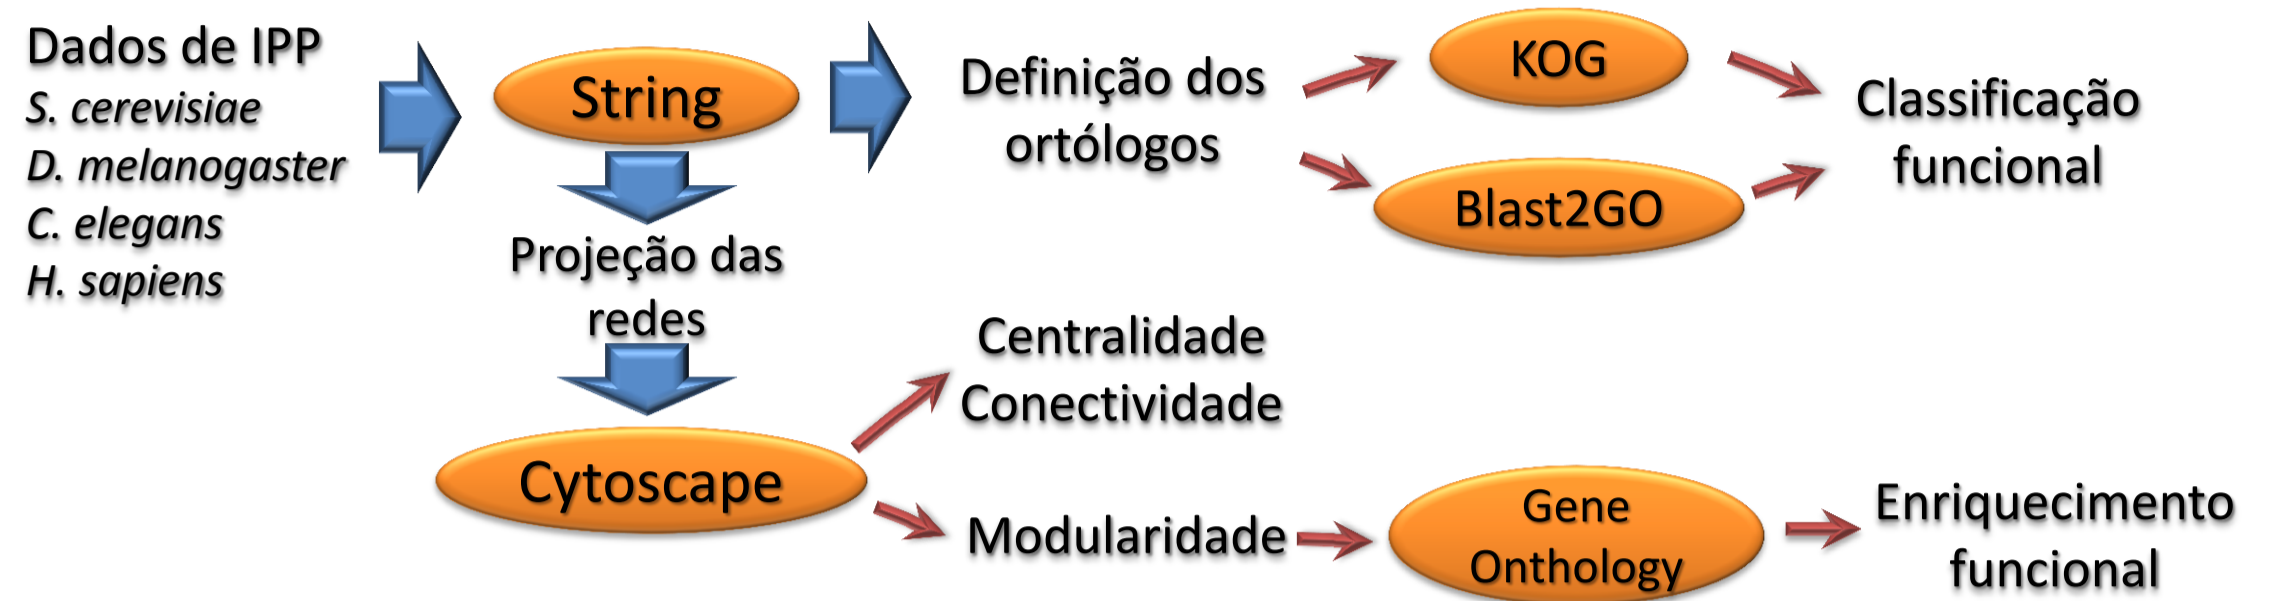 Dados de IPP
S. cerevisiae
D. melanogaster
C. elegans
H. sapiens
String
Definição dos
ortólogos
KOG
Blast2GO
Classificação
funcional
Projeção das
redes
Cytoscape
Centralidade
Conectividade
Modularidade
Gene
Onthology
Enriquecimento
funcional